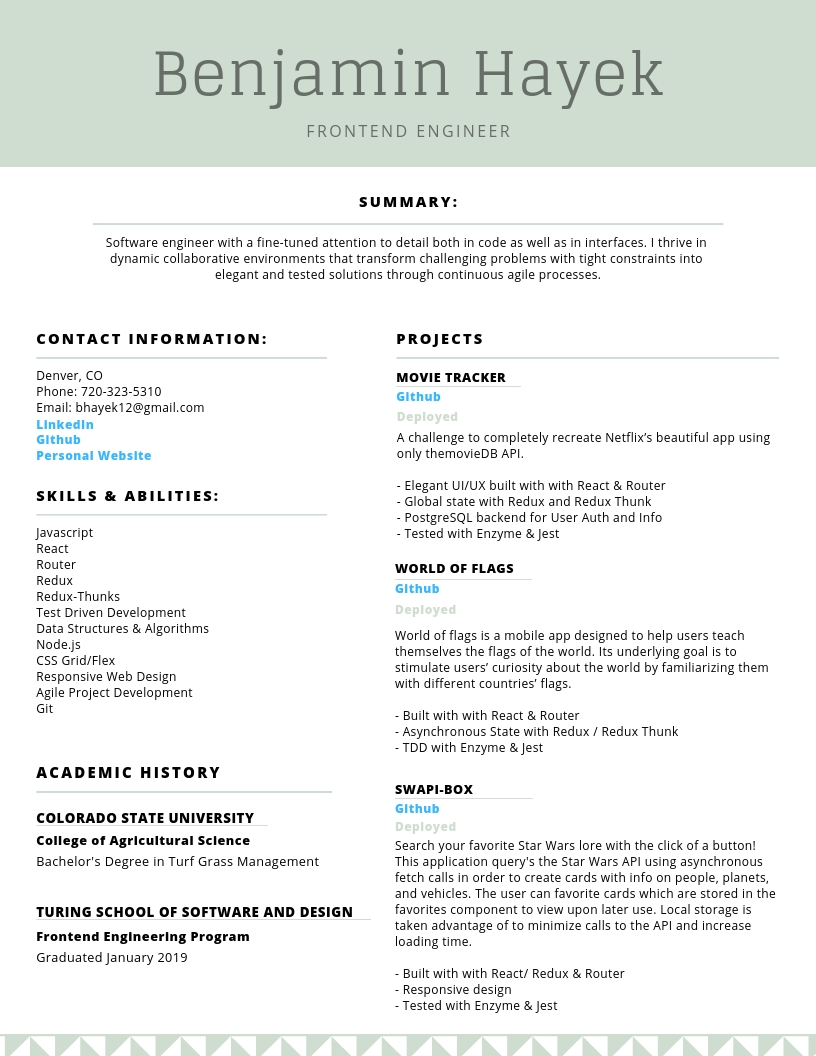 Benjamin Hayek
FRONTEND ENGINEER
SUMMARY:
Software engineer with a fine-tuned attention to detail both in code as well as in interfaces. I thrive in
dynamic collaborative environments that transform challenging problems with tight constraints into
elegant and tested solutions through continuous agile processes.
CONTACT INFORMATION:
Denver, CO
Phone: 720-323-5310
Email: bhayek12@gmail.com
LinkedIn
Github
Personal Website
SKILLS & ABILITIES:
Javascript
React
Router
Redux
Redux-Thunks
Test Driven Development
Data Structures & Algorithms
Node.js
CSS Grid/Flex
Responsive Web Design
Agile Project Development
Git
ACADEMIC HISTORY
COLORADO STATE UNIVERSITY
College of Agricultural Science
Bachelor's Degree in Turf Grass Management
TURING SCHOOL OF SOFTWARE AND DESIGN
Frontend Engineering Program
Graduated January 2019
PROJECTS
MOVIE TRACKER
Github
Deployed
A challenge to completely recreate Netflix’s beautiful app using
only themovieDB API.
- Elegant UI/UX built with with React & Router
- Global state with Redux and Redux Thunk
- PostgreSQL backend for User Auth and Info
- Tested with Enzyme & Jest
WORLD OF FLAGS
Github
Deployed
World of flags is a mobile app designed to help users teach
themselves the flags of the world. Its underlying goal is to
stimulate users’ curiosity about the world by familiarizing them
with different countries’ flags.
- Built with with React & Router
- Asynchronous State with Redux / Redux Thunk
- TDD with Enzyme & Jest
SWAPI-BOX
Github
Deployed
Search your favorite Star Wars lore with the click of a button!
This application query's the Star Wars API using asynchronous
fetch calls in order to create cards with info on people, planets,
and vehicles. The user can favorite cards which are stored in the
favorites component to view upon later use. Local storage is
taken advantage of to minimize calls to the API and increase
loading time.
- Built with with React/ Redux & Router
- Responsive design
- Tested with Enzyme & Jest